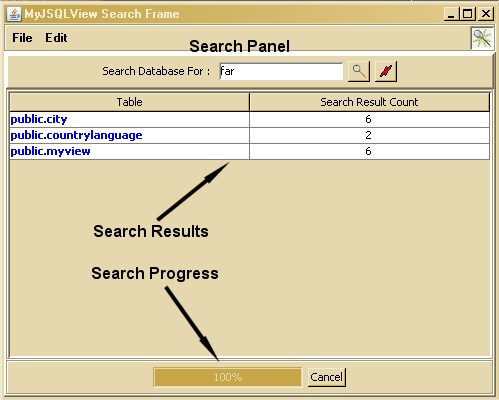 MyJSQLView Search Frame
File Edit
Search Panel
Search Database For : far
Table Search Result Count
public.city 6
public.countrylanguage 2
public.myview 6
Search Results
Search Progress
100% Cancel